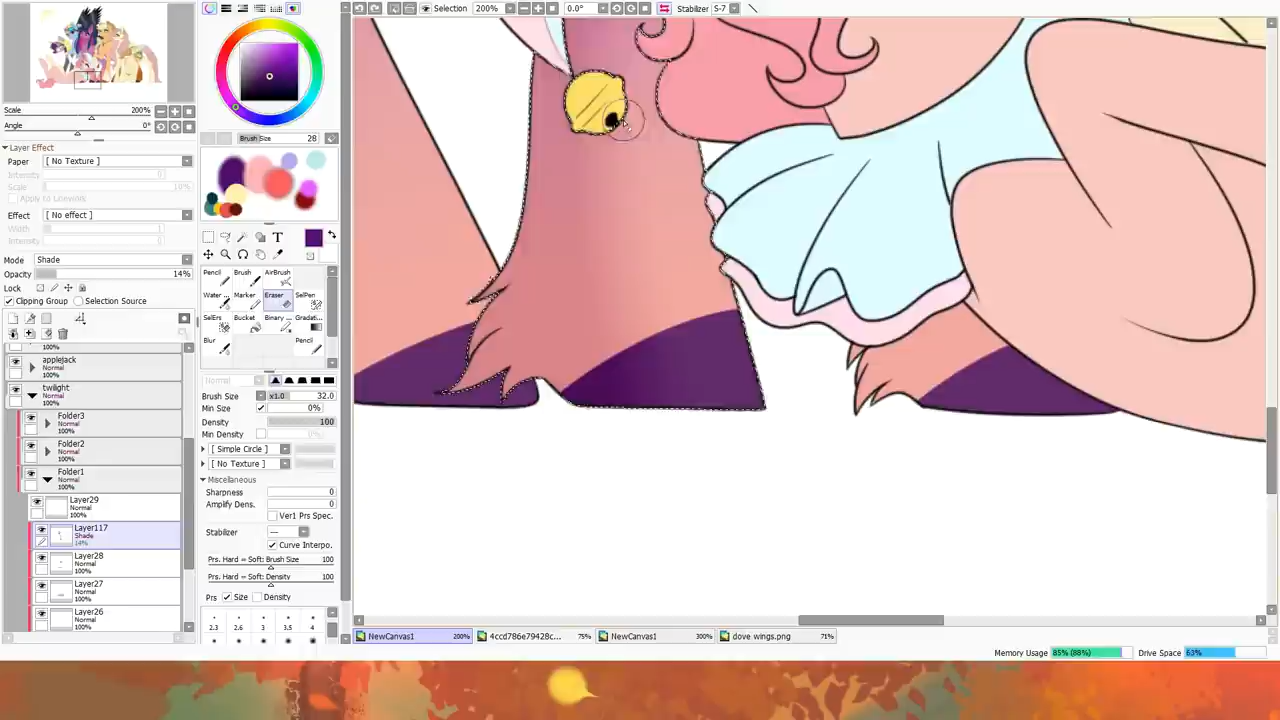 Selection 200% 0.0° Stabilizer S-7
Scale 200%
Angle 0°
Layer Effect
Paper [ No Texture ]
Intensity 0
Scale 10%
Apply to Linework
Effect [ No effect ]
Width 1
Intensity 0
Mode Shade
Opacity 14%
Lock
Clipping Group Selection Source
100%
applejack
Normal
100%
twilight
Normal
100%
Folder3
Normal
100%
Folder2
Normal
100%
Folder1
Normal
100%
Layer29
Normal
100%
Layer117
Shade
14%
Layer28
Normal
100%
Layer27
Normal
100%
Layer26
Normal
100%
Brush Size 28
T
Pencil Brush AirBrush
Water ... Marker Eraser SelPen
SelErs Bucket Binary ... Gradati...
Blur Pencil
Normal
Brush Size x1.0 32.0
Min Size 0%
Density 100
Min Density 0%
[ Simple Circle ]
[ No Texture ]
Miscellaneous
Sharpness 0
Amplify Dens. 0
Ver1 Prs Spec.
Stabilizer ---
Curve Interpo.
Prs. Hard = Soft: Brush Size 100
Prs. Hard = Soft: Density 100
Prs Size Density
2.3 2.6 3 3.5 4
NewCanvas1 200% 4ccd786e79428c... 75% NewCanvas1 300% dove wings.png 71%
Memory Usage 85% (88%) Drive Space 63%